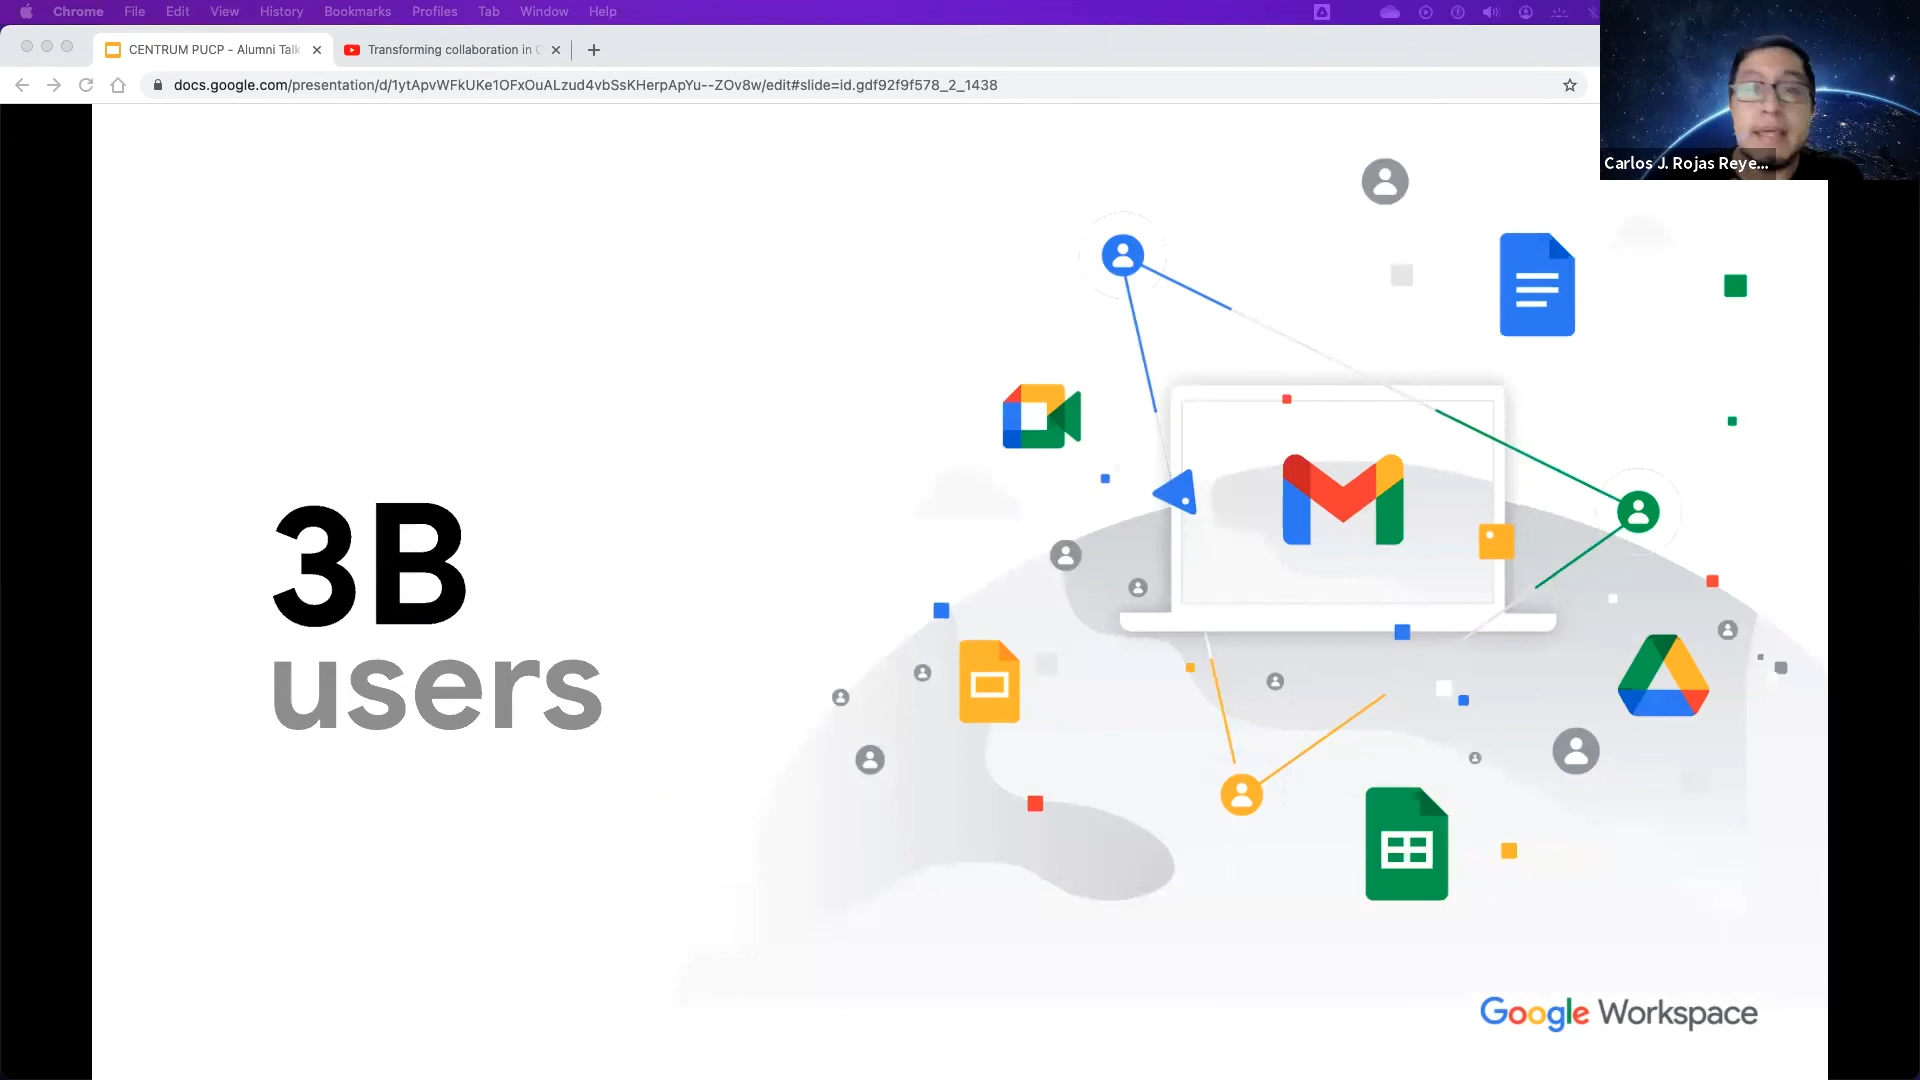 Chrome File Edit View History Bookmarks Profiles Tab Window Help
CENTRUM PUCP - Alumni Talk
Transforming collaboration in
docs.google.com/presentation/d/1ytApvWFkUKe1OFxOuALzud4vbSsKHerpApYu--ZOv8w/edit#slide=id.gdf92f9f578_2_1438
Carlos J. Rojas Reye...
3B
users
Google Workspace